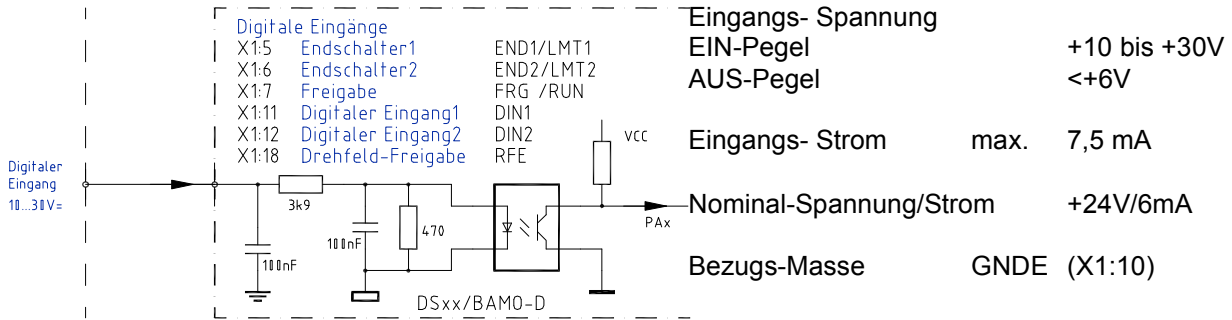 Digitale Eingänge
X1:5 Endschalter1 END1/LMT1
X1:6 Endschalter2 END2/LMT2
X1:7 Freigabe FRG /RUN
X1:11 Digitaler Eingang1 DIN1
X1:12 Digitaler Eingang2 DIN2
X1:18 Drehfeld-Freigabe RFE
Digitaler
Eingang
10...30V=
3k9
100nF
100nF
470
VCC
PAx
DSxx/BAMO-D
Eingangs- Spannung
EIN-Pegel +10 bis +30V
AUS-Pegel <+6V
Eingangs- Strom max. 7,5 mA
Nominal-Spannung/Strom +24V/6mA
Bezugs-Masse GNDE (X1:10)